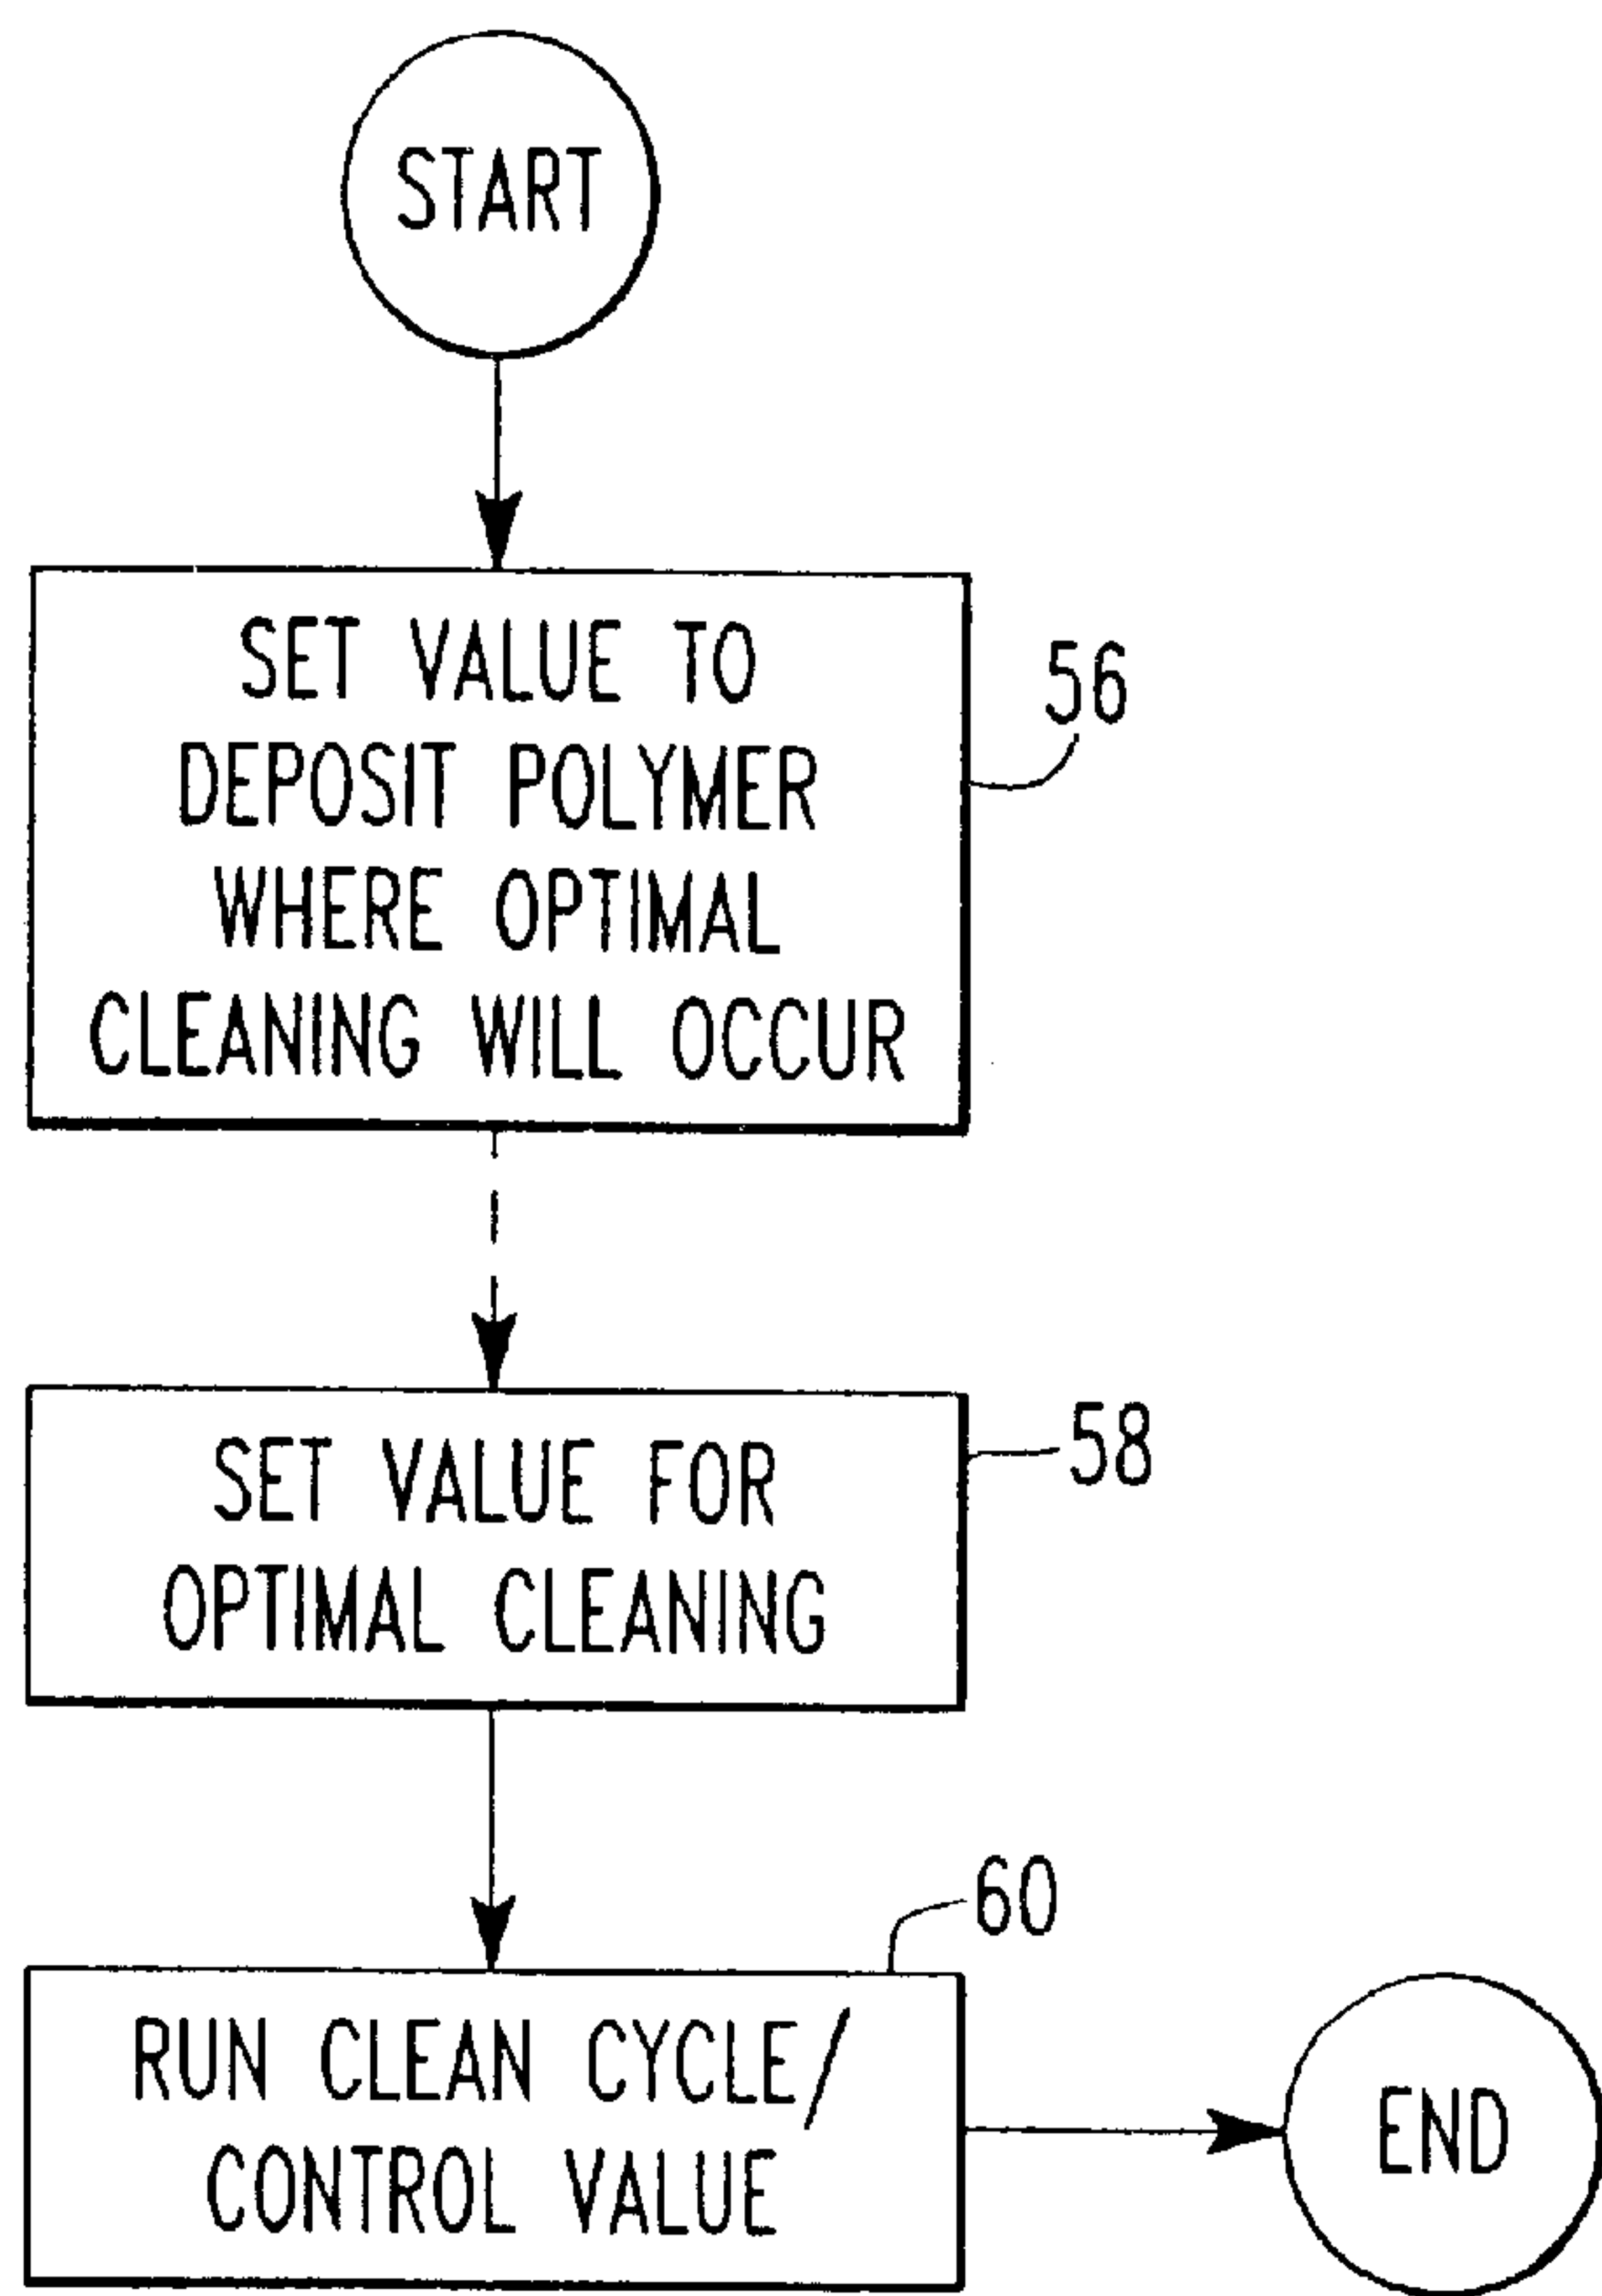 START
SET VALUE TO
DEPOSIT POLYMER
WHERE OPTIMAL
CLEANING WILL OCCUR
56
SET VALUE FOR
OPTIMAL CLEANING
58
60
RUN CLEAN CYCLE/
CONTROL VALUE
END